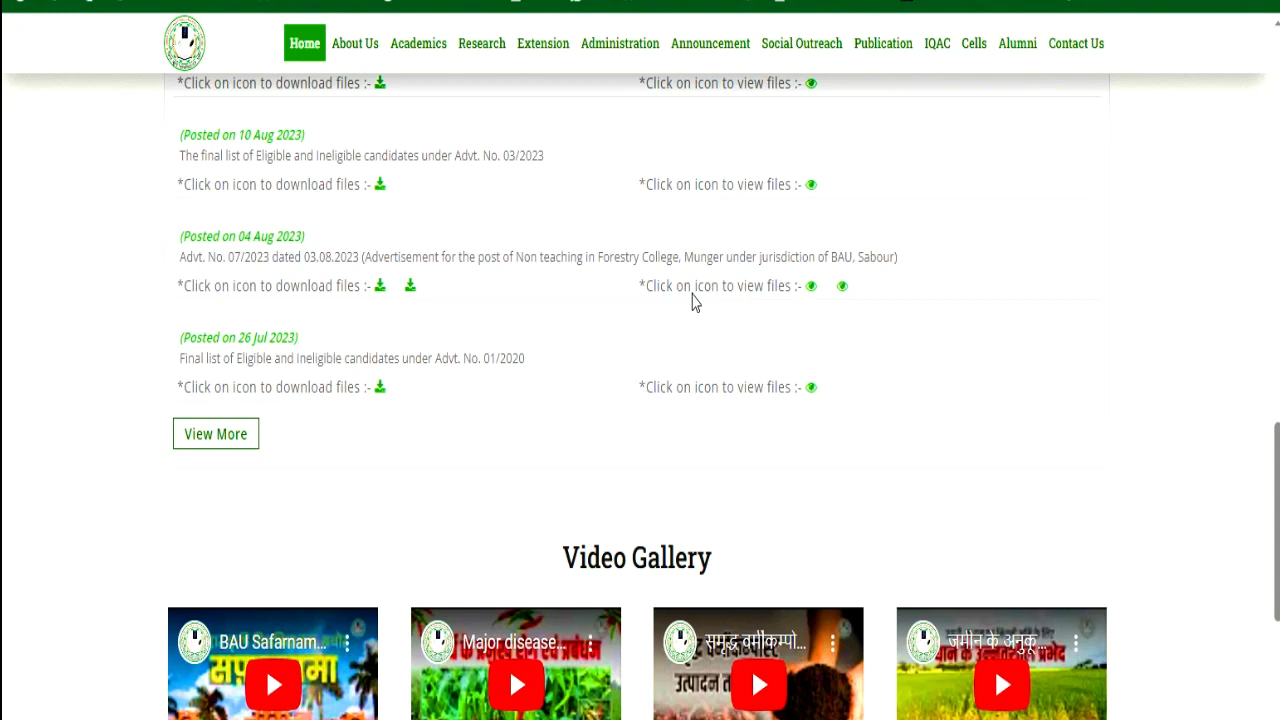 Home About Us Academics Research Extension Administration Announcement Social Outreach Publication IQAC Cells Alumni Contact Us
*Click on icon to download files :- *Click on icon to view files :-
(Posted on 10 Aug 2023)
The final list of Eligible and Ineligible candidates under Advt. No. 03/2023
*Click on icon to download files :- *Click on icon to view files :-
(Posted on 04 Aug 2023)
Advt. No. 07/2023 dated 03.08.2023 (Advertisement for the post of Non teaching in Forestry College, Munger under jurisdiction of BAU, Sabour)
*Click on icon to download files :- *Click on icon to view files :-
(Posted on 26 Jul 2023)
Final list of Eligible and Ineligible candidates under Advt. No. 01/2020
*Click on icon to download files :- *Click on icon to view files :-
View More
Video Gallery
BAU Safarnam... Major disease... समृद्ध वर्मीकम्पो... जमीन के अनुकू...
उत्पादन